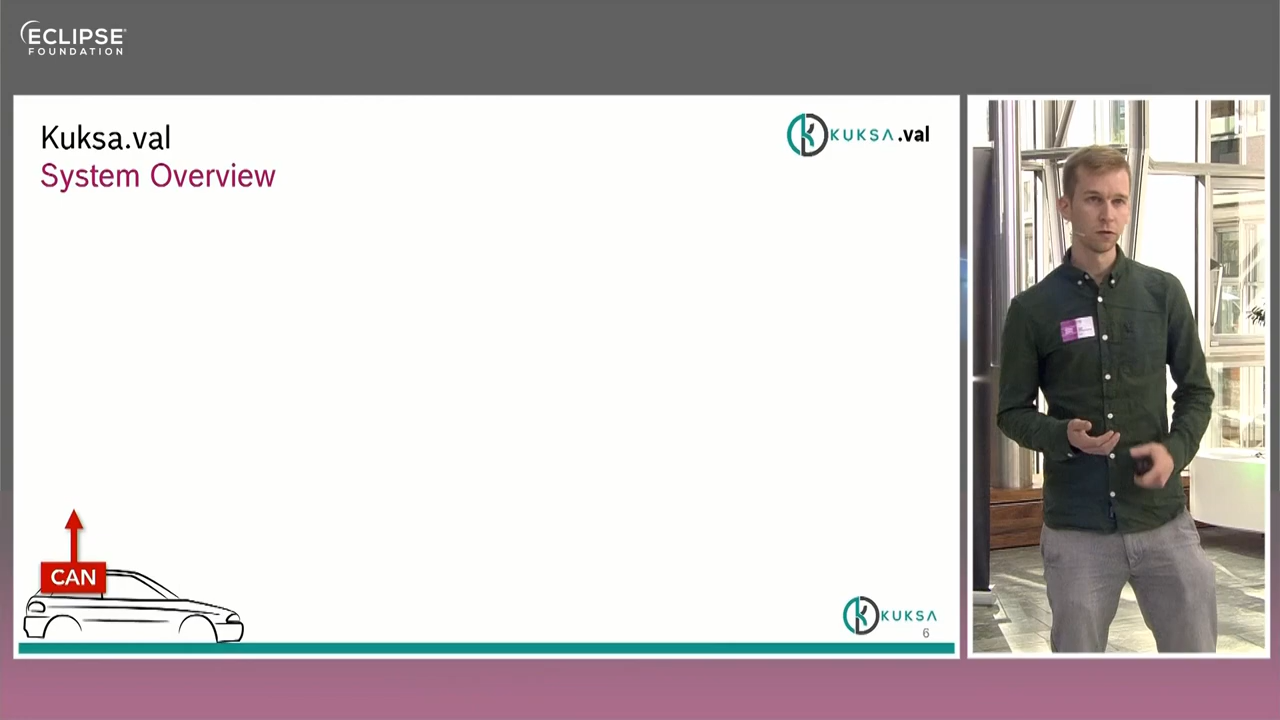 ECLIPSE
FOUNDATION
Kuksa.val
System Overview
KUKSA .val
CAN
KUKSA
6